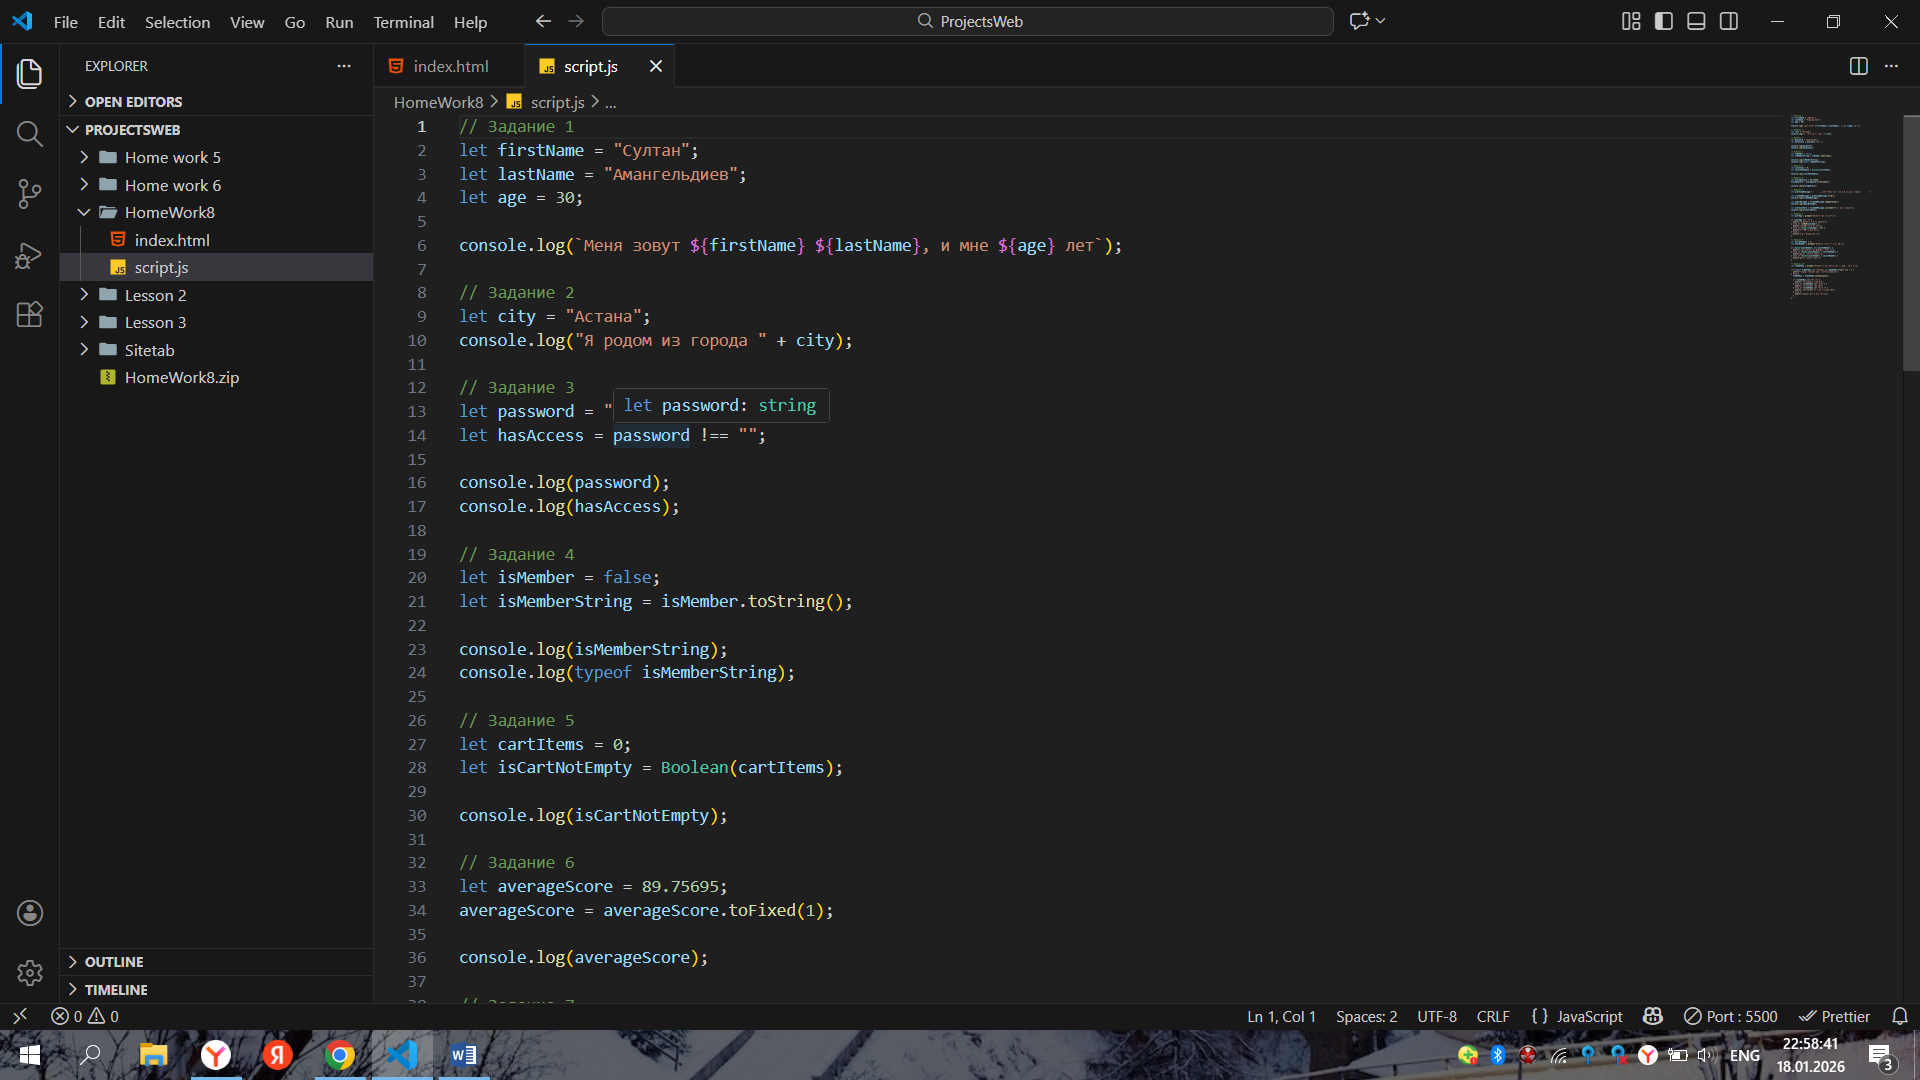 File Edit Selection View Go Run Terminal Help
ProjectsWeb
EXPLORER
index.html
script.js
OPEN EDITORS
HomeWork8 > script.js > ...
PROJECTSWEB
Home work 5
Home work 6
HomeWork8
index.html
script.js
Lesson 2
Lesson 3
Sitetab
HomeWork8.zip
OUTLINE
TIMELINE
1 // Задание 1
2 let firstName = "Султан";
3 let lastName = "Амангельдиев";
4 let age = 30;
5
6 console.log(`Меня зовут ${firstName} ${lastName}, и мне ${age} лет`);
7
8 // Задание 2
9 let city = "Астана";
10 console.log("Я родом из города " + city);
11
12 // Задание 3
13 let password = "
let password: string
14 let hasAccess = password !== "";
15
16 console.log(password);
17 console.log(hasAccess);
18
19 // Задание 4
20 let isMember = false;
21 let isMemberString = isMember.toString();
22
23 console.log(isMemberString);
24 console.log(typeof isMemberString);
25
26 // Задание 5
27 let cartItems = 0;
28 let isCartNotEmpty = Boolean(cartItems);
29
30 console.log(isCartNotEmpty);
31
32 // Задание 6
33 let averageScore = 89.75695;
34 averageScore = averageScore.toFixed(1);
35
36 console.log(averageScore);
37
0 0
Ln 1, Col 1 Spaces: 2 UTF-8 CRLF { } JavaScript Port : 5500 Prettier
ENG
22:58:41
18.01.2026
3